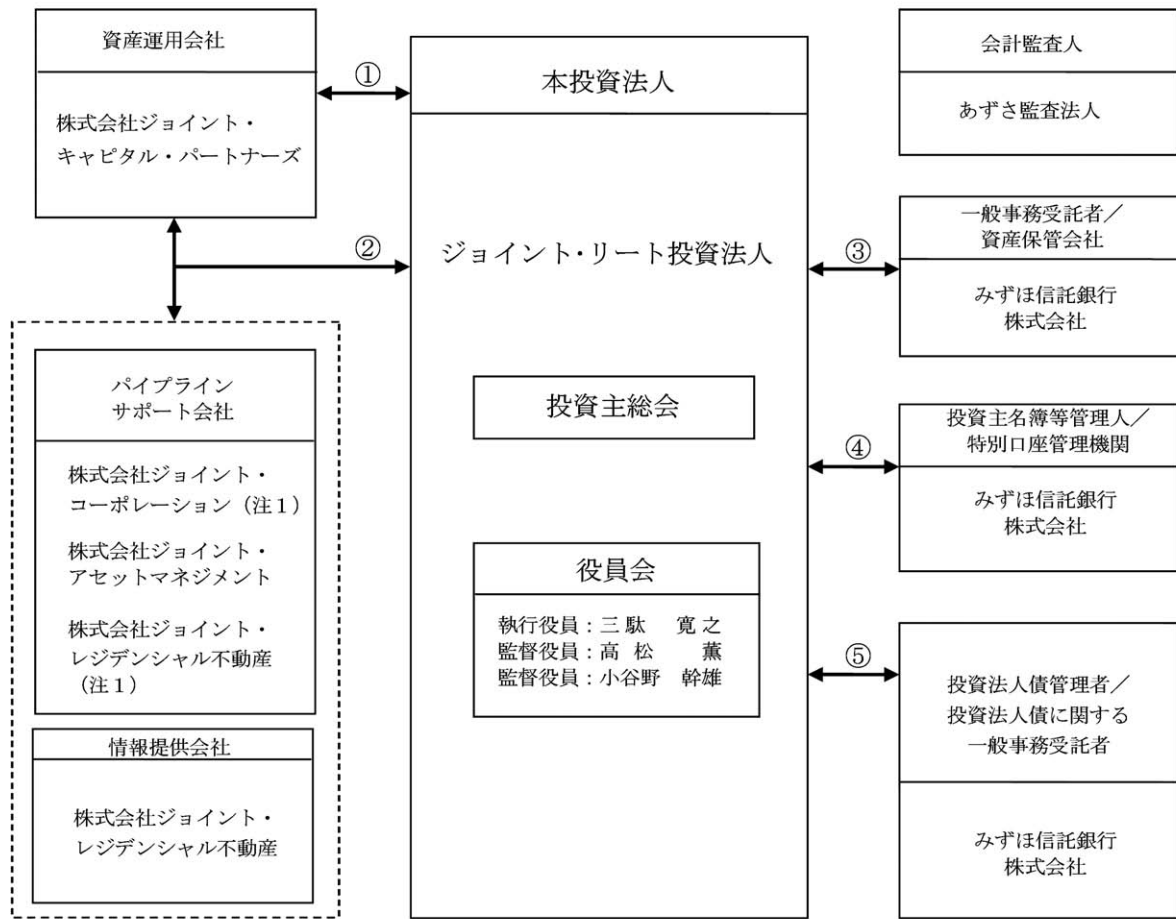 資産運用会社
株式会社ジョイント・
キャピタル・パートナーズ
①
②
パイプライン
サポート会社
株式会社ジョイント・
コーポレーション（注１）
株式会社ジョイント・
アセットマネジメント
株式会社ジョイント・
レジデンシャル不動産
（注１）
情報提供会社
株式会社ジョイント・
レジデンシャル不動産
本投資法人
ジョイント・リート投資法人
投資主総会
役員会
執行役員：三駄　寛之
監督役員：高松　薫
監督役員：小谷野　幹雄
会計監査人
あずさ監査法人
③
一般事務受託者／
資産保管会社
みずほ信託銀行
株式会社
④
投資主名簿等管理人／
特別口座管理機関
みずほ信託銀行
株式会社
⑤
投資法人債管理者／
投資法人債に関する
一般事務受託者
みずほ信託銀行
株式会社